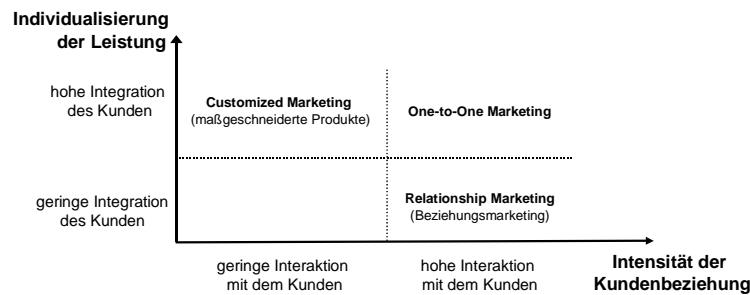 Individualisierung
der Leistung
hohe Integration
des Kunden
Customized Marketing
(maßgeschneiderte Produkte)
One-to-One Marketing
geringe Integration
des Kunden
Relationship Marketing
(Beziehungsmarketing)
geringe Interaktion
mit dem Kunden
hohe Interaktion
mit dem Kunden
Intensität der
Kundenbeziehung